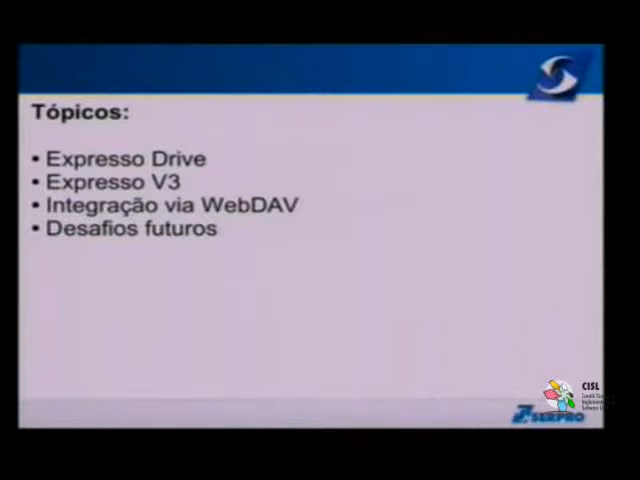 Tópicos:
• Expresso Drive
• Expresso V3
• Integração via WebDAV
• Desafios futuros
CISL
SERPRO